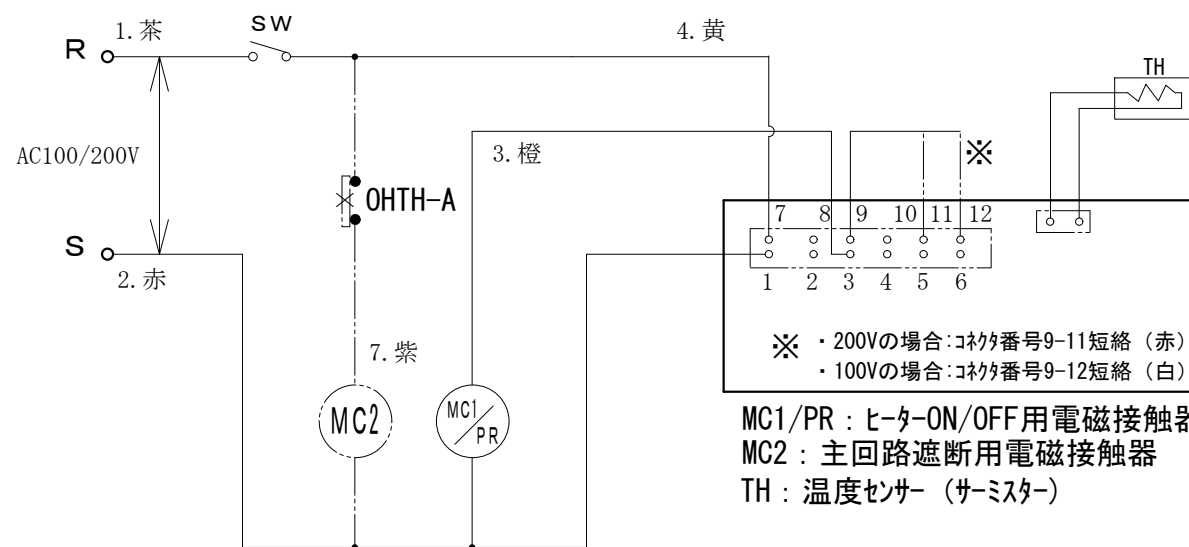 1.茶
SW
4.黄
R
TH
AC100/200V
3.橙
※
OHTH-A
7 8 9 10 11 12
S
2.赤
1 2 3 4 5 6
7.紫
※ ・200Vの場合:ｺﾈｸﾀ番号9-11短絡（赤）
・100Vの場合:ｺﾈｸﾀ番号9-12短絡（白）
MC2
MC1/PR
MC1/PR：ﾋｰﾀｰON/OFF用電磁接触器
MC2：主回路遮断用電磁接触器
TH：温度ｾﾝｻｰ（ｻｰﾐｽﾀｰ）